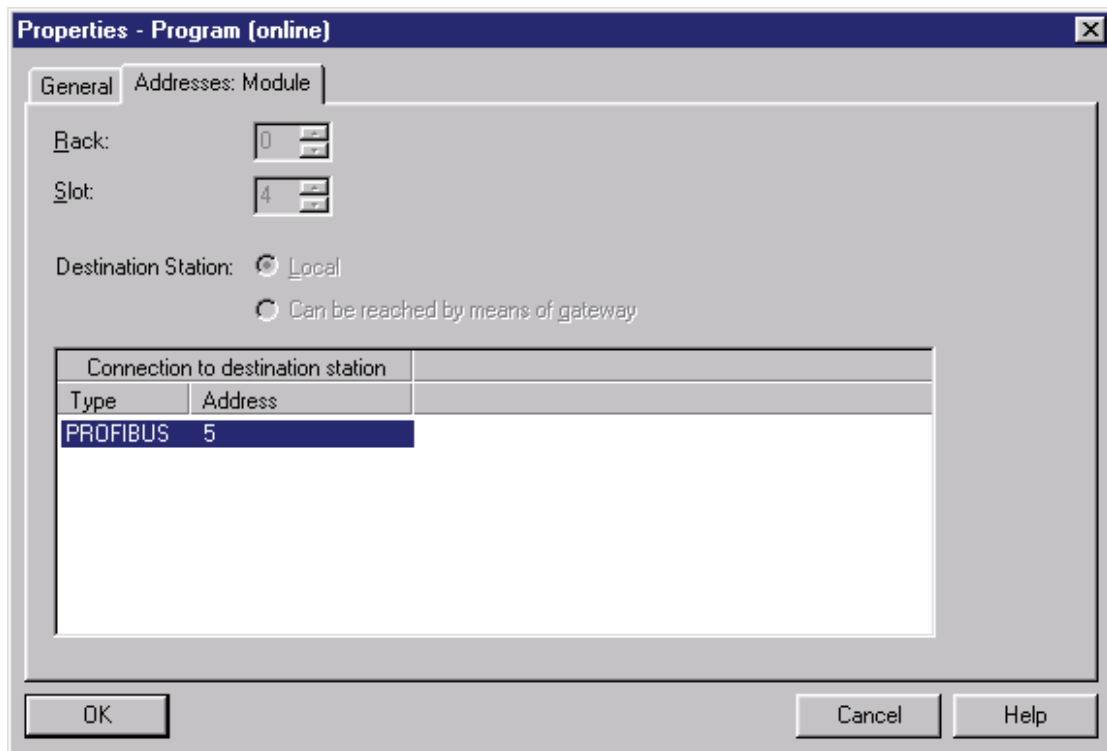 Properties - Program (online)
General Addresses: Module
Rack: 0
Slot: 4
Destination Station: Local
Can be reached by means of gateway
Connection to destination station
Type Address
PROFIBUS 5
OK Cancel Help